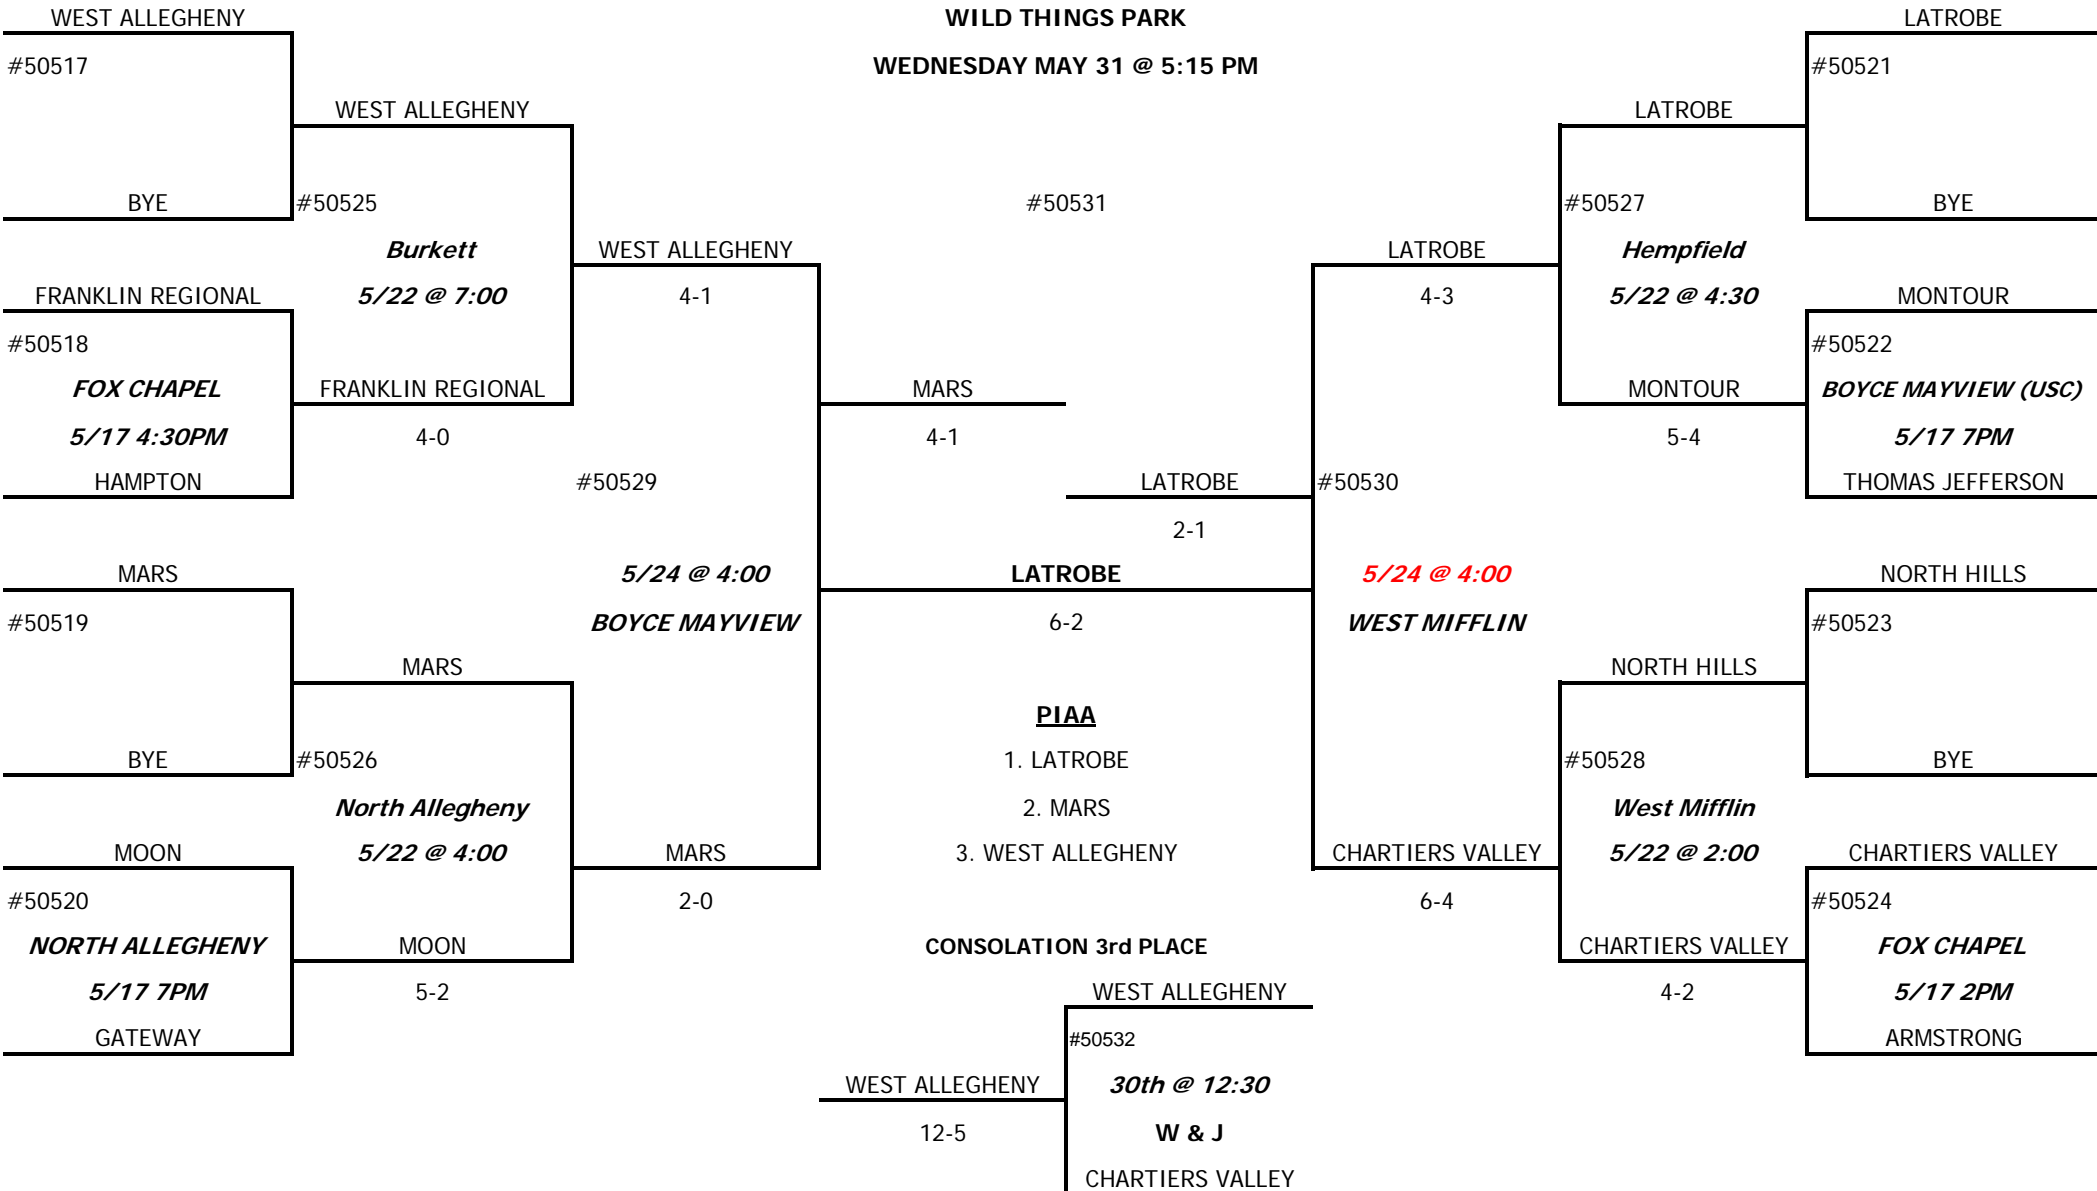 WEST ALLEGHENY
WILD THINGS PARK
LATROBE
#50517
WEDNESDAY MAY 31 @ 5:15 PM
#50521
WEST ALLEGHENY
LATROBE
BYE
#50525
#50531
#50527
BYE
Burkett
WEST ALLEGHENY
LATROBE
Hempfield
FRANKLIN REGIONAL
5/22 @ 7:00
4-1
4-3
5/22 @ 4:30
MONTOUR
#50518
#50522
FOX CHAPEL
FRANKLIN REGIONAL
MARS
MONTOUR
BOYCE MAYVIEW (USC)
5/17 4:30PM
4-0
4-1
5-4
5/17 7PM
HAMPTON
#50529
LATROBE
#50530
THOMAS JEFFERSON
2-1
MARS
5/24 @ 4:00
LATROBE
5/24 @ 4:00
NORTH HILLS
#50519
BOYCE MAYVIEW
6-2
WEST MIFFLIN
#50523
MARS
NORTH HILLS
PIAA
BYE
#50526
1. LATROBE
#50528
BYE
North Allegheny
2. MARS
West Mifflin
MOON
5/22 @ 4:00
MARS
3. WEST ALLEGHENY
CHARTIERS VALLEY
5/22 @ 2:00
CHARTIERS VALLEY
#50520
2-0
6-4
#50524
NORTH ALLEGHENY
MOON
CONSOLATION 3rd PLACE
CHARTIERS VALLEY
FOX CHAPEL
5/17 7PM
5-2
WEST ALLEGHENY
4-2
5/17 2PM
GATEWAY
#50532
ARMSTRONG
WEST ALLEGHENY
30th @ 12:30
12-5
W & J
CHARTIERS VALLEY